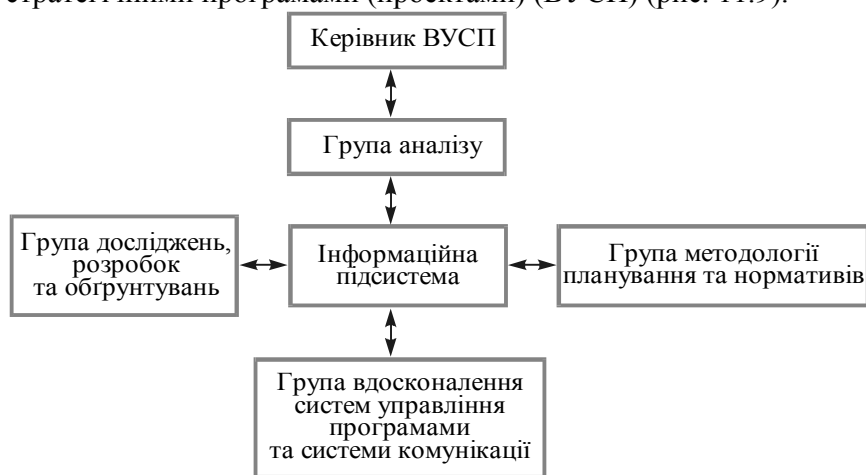 стратегічними програмами (проектами) (ВУСП) (рис. 11.9).
Керівник ВУСП
Група аналізу
Група досліджень,
розробок
та обґрунтувань
Інформаційна
підсистема
Група методології
планування та нормативів
Група вдосконалення
систем управління
програмами
та системи комунікації